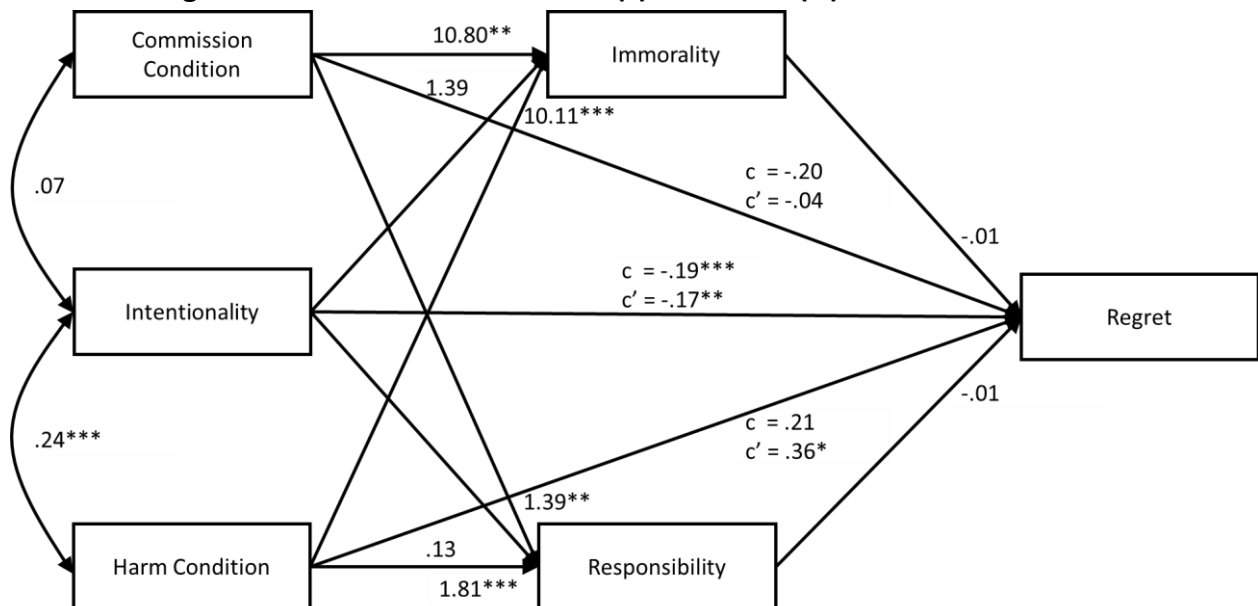 Commission
Condition
10.80**
Immorality
1.39
10.11***
.07
c = -.20
c’ = -.04
-.01
c = -.19***
c’ = -.17**
Intentionality
Regret
-.01
.24***
c = .21
c’ = .36*
1.39**
.13
Harm Condition
Responsibility
1.81***